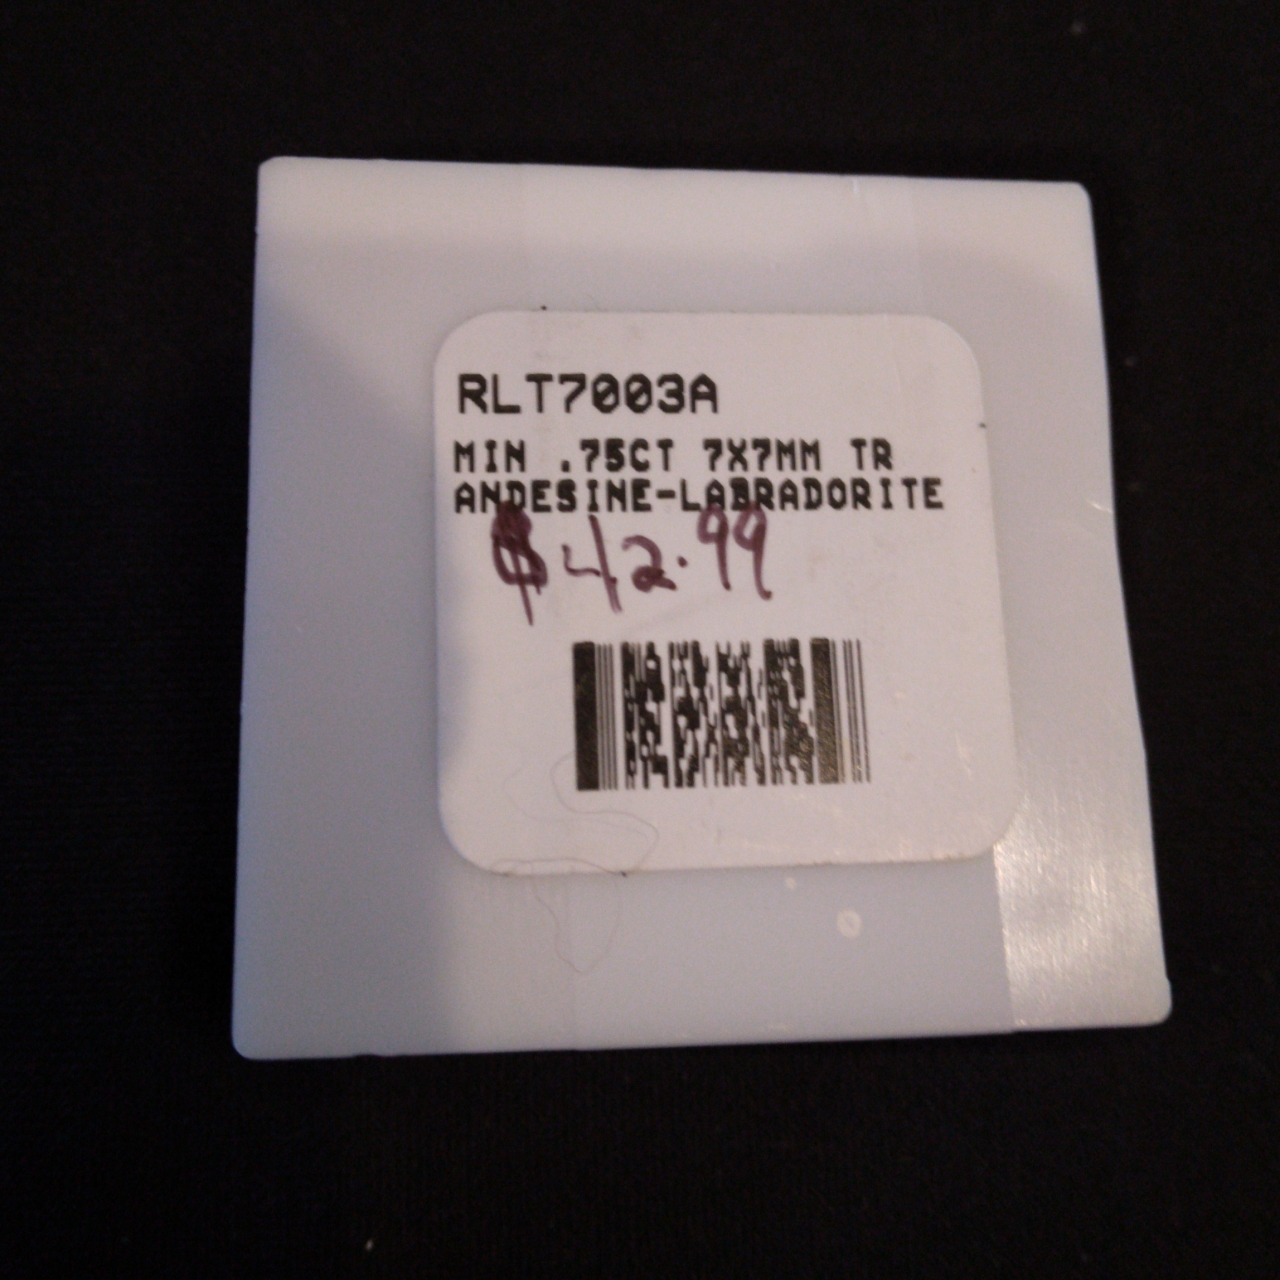 RLT7003A
MIN .75CT 7X7MM TR
ANDESINE-LABRADORITE
$42.99